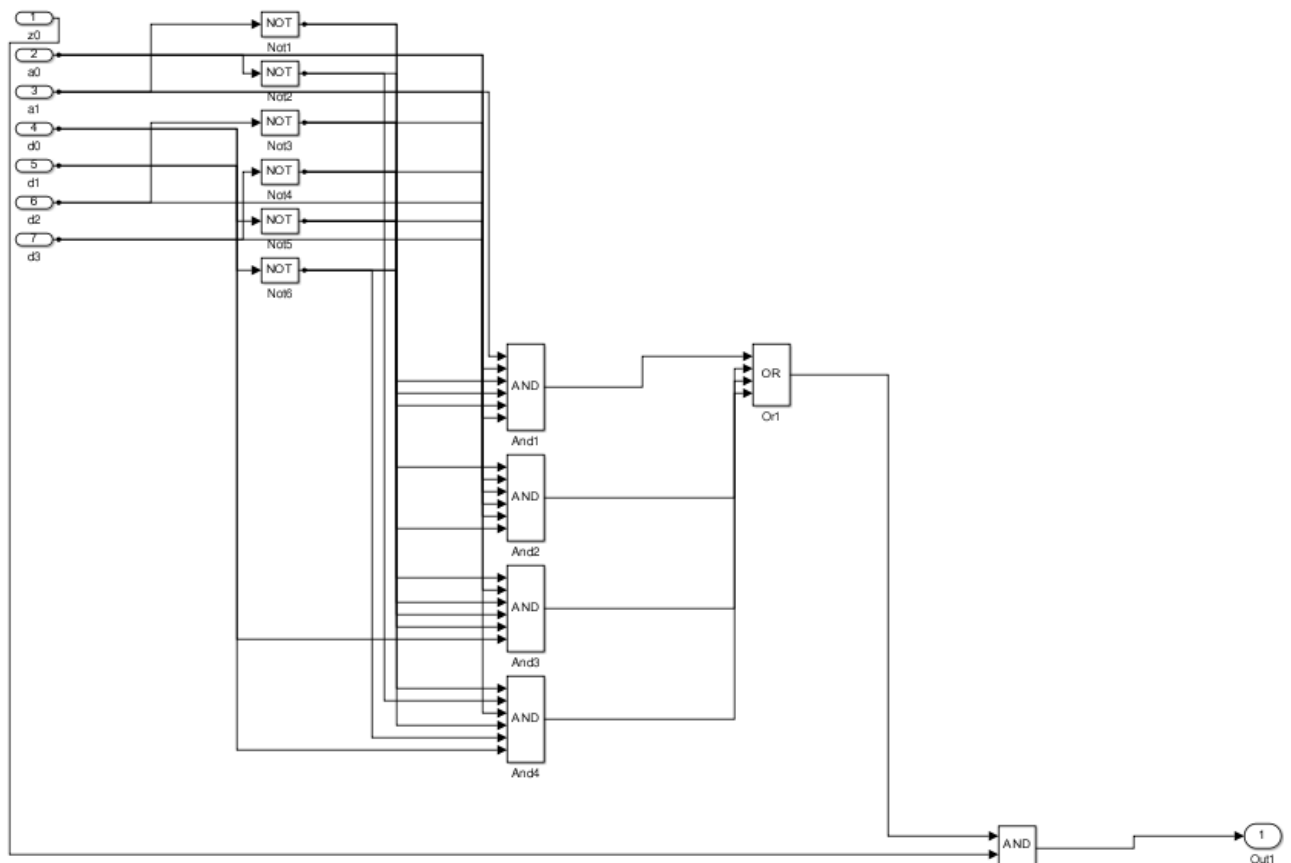 1
z0
2
a0
3
a1
4
d0
5
d1
6
d2
7
d3
NOT
Not1
NOT
Not2
NOT
Not3
NOT
Not4
NOT
Not5
NOT
Not6
AND
And1
AND
And2
AND
And3
AND
And4
OR
Or1
AND
1
Out1